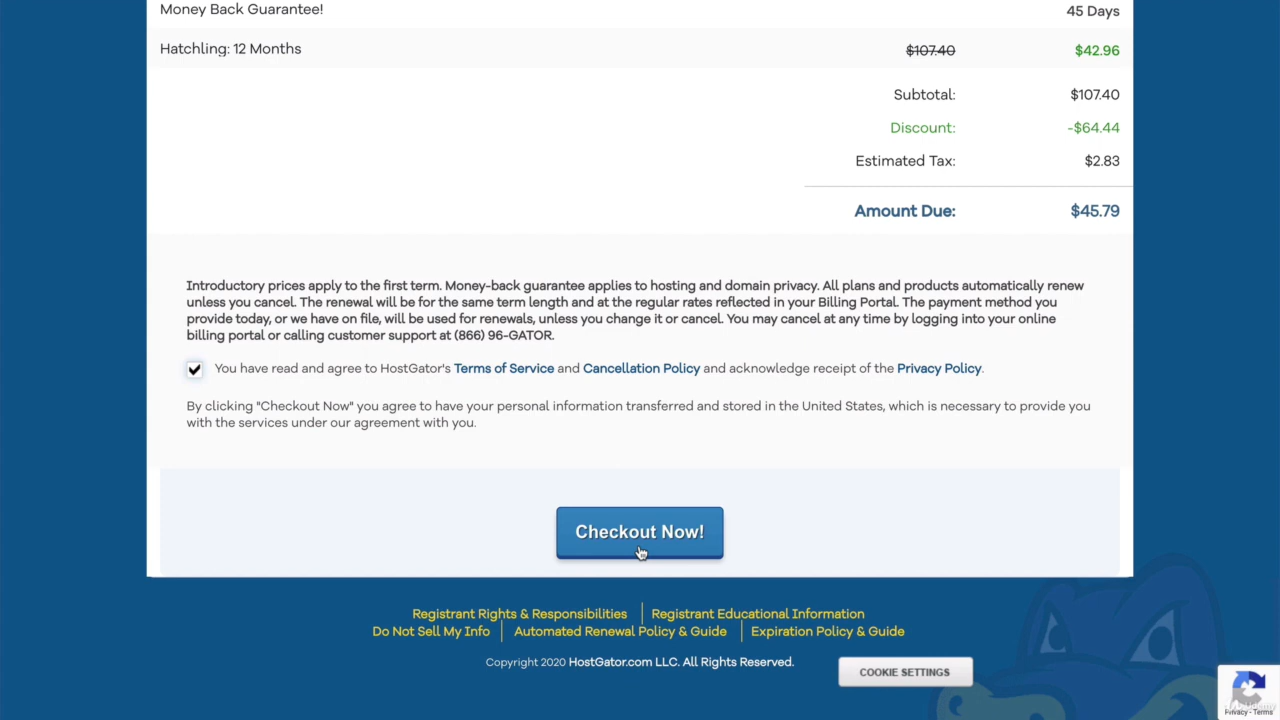 Money Back Guarantee! 45 Days
Hatchling: 12 Months $107.40 $42.96
Subtotal: $107.40
Discount: -$64.44
Estimated Tax: $2.83
Amount Due: $45.79
Introductory prices apply to the first term. Money-back guarantee applies to hosting and domain privacy. All plans and products automatically renew
unless you cancel. The renewal will be for the same term length and at the regular rates reflected in your Billing Portal. The payment method you
provide today, or we have on file, will be used for renewals, unless you change it or cancel. You may cancel at any time by logging into your online
billing portal or calling customer support at (866) 96-GATOR.
You have read and agree to HostGator's Terms of Service and Cancellation Policy and acknowledge receipt of the Privacy Policy.
By clicking "Checkout Now" you agree to have your personal information transferred and stored in the United States, which is necessary to provide you
with the services under our agreement with you.
Checkout Now!
Registrant Rights & Responsibilities Registrant Educational Information
Do Not Sell My Info Automated Renewal Policy & Guide Expiration Policy & Guide
Copyright 2020 HostGator.com LLC. All Rights Reserved.
COOKIE SETTINGS
Privacy - Terms